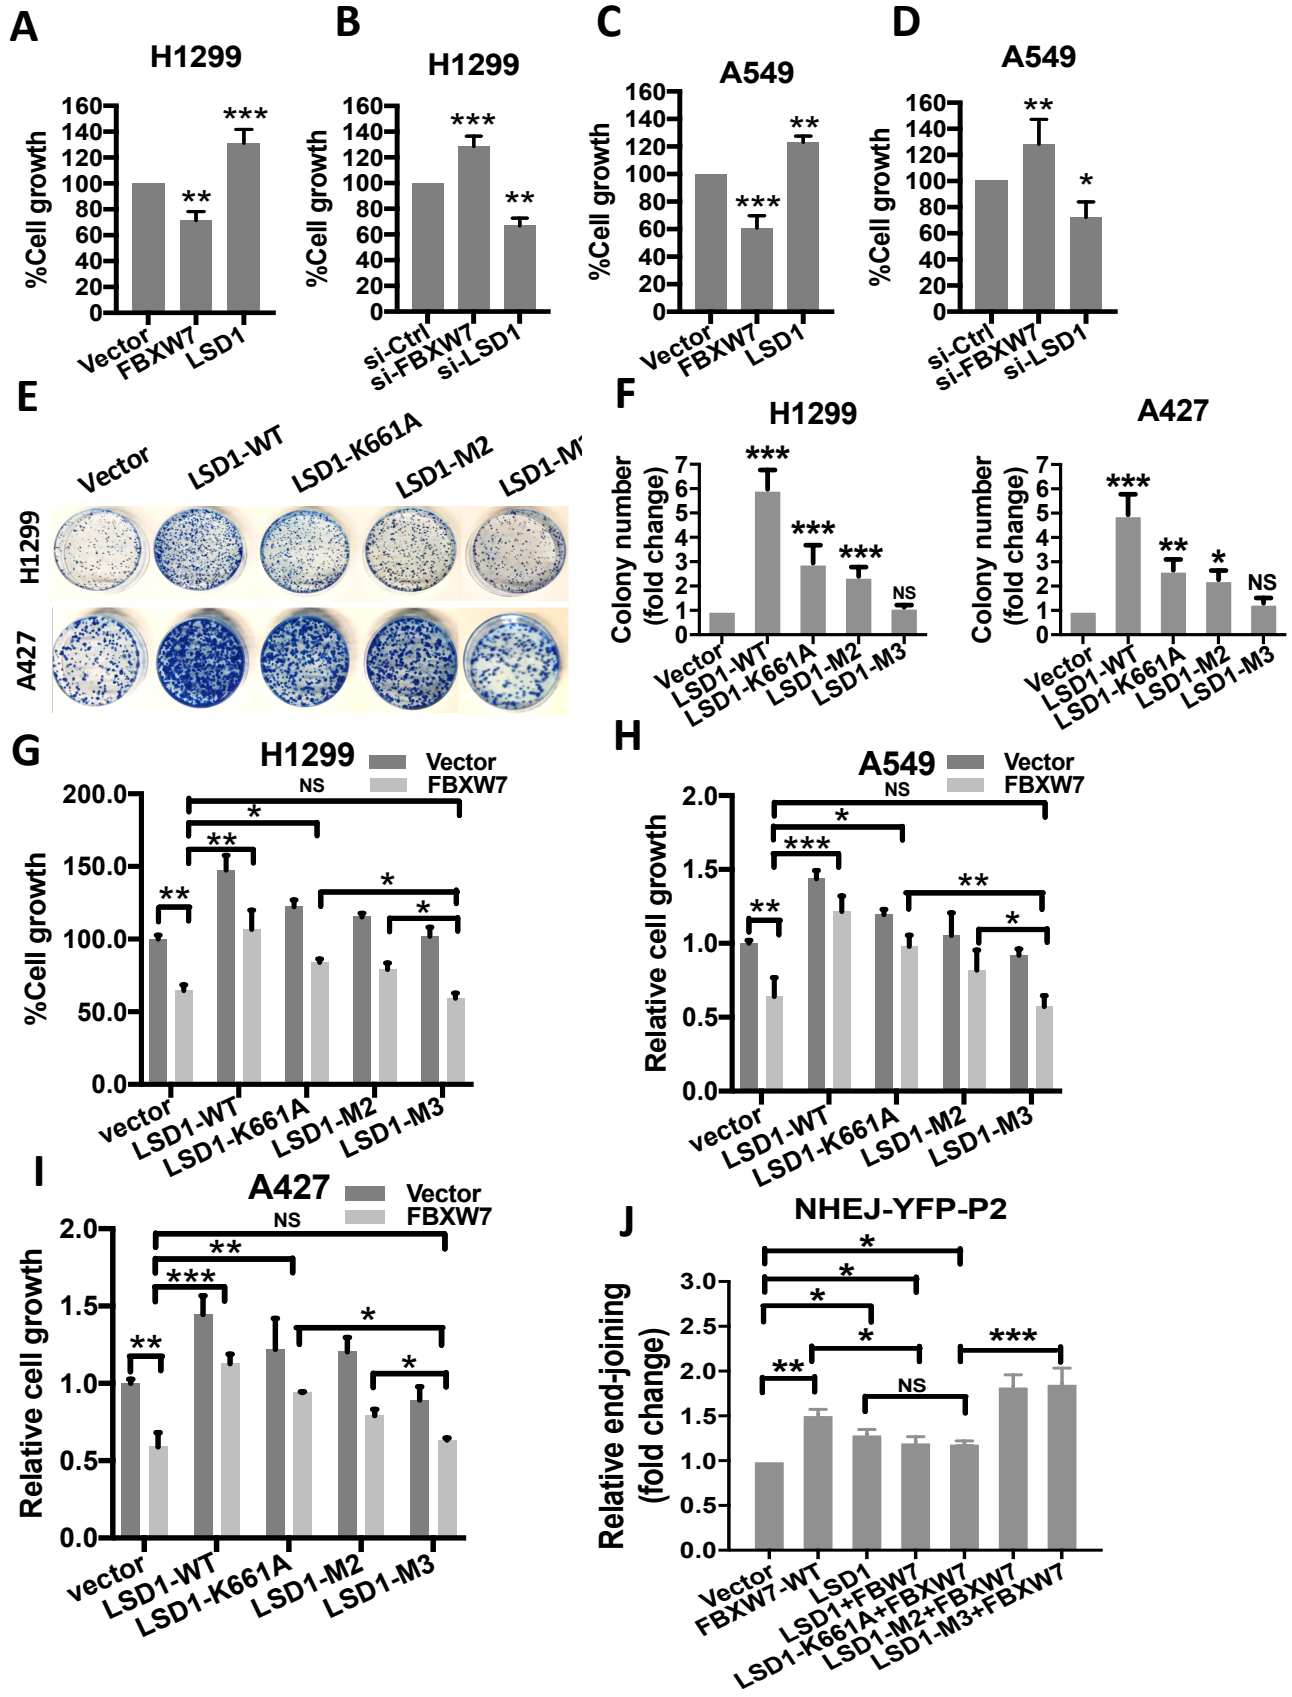 A
H1299
%Cell growth
160
140
120
100
80
60
40
20
0
***
**
Vector
FBXW7
LSD1
B
H1299
%Cell growth
160
140
120
100
80
60
40
20
0
***
**
si-Ctrl
si-FBXW7
si-LSD1
C
A549
%Cell growth
160
140
120
100
80
60
40
20
0
**
***
Vector
FBXW7
LSD1
D
A549
%Cell growth
160
140
120
100
80
60
40
20
0
**
*
si-Ctrl
si-FBXW7
si-LSD1
E
Vector
LSD1-WT
LSD1-K661A
LSD1-M2
H1299
A427
F
H1299
Colony number
(fold change)
7
6
5
4
3
2
1
0
***
***
***
NS
Vector
LSD1-WT
LSD1-K661A
LSD1-M2
LSD1-M3
A427
Colony number
(fold change)
7
6
5
4
3
2
1
0
***
**
*
NS
Vector
LSD1-WT
LSD1-K661A
LSD1-M2
LSD1-M3
G
H1299
Vector
FBXW7
%Cell growth
200.0
150.0
100.0
50.0
0.0
NS
*
**
**
*
*
vector
LSD1-WT
LSD1-K661A
LSD1-M2
LSD1-M3
H
A549
Vector
FBXW7
Relative cell growth
2.0
1.5
1.0
0.5
0.0
NS
*
***
**
**
*
vector
LSD1-WT
LSD1-K661A
LSD1-M2
LSD1-M3
I
A427
Vector
FBXW7
Relative cell growth
2.0
1.5
1.0
0.5
0.0
NS
**
***
**
*
*
vector
LSD1-WT
LSD1-K661A
LSD1-M2
LSD1-M3
J
NHEJ-YFP-P2
Relative end-joining
(fold change)
3.0
2.5
2.0
1.5
1.0
0.5
0.0
*
*
*
*
***
**
NS
Vector
FBXW7-WT
LSD1
LSD1+FBW7
LSD1-K661A+FBXW7
LSD1-M2+FBXW7
LSD1-M3+FBXW7